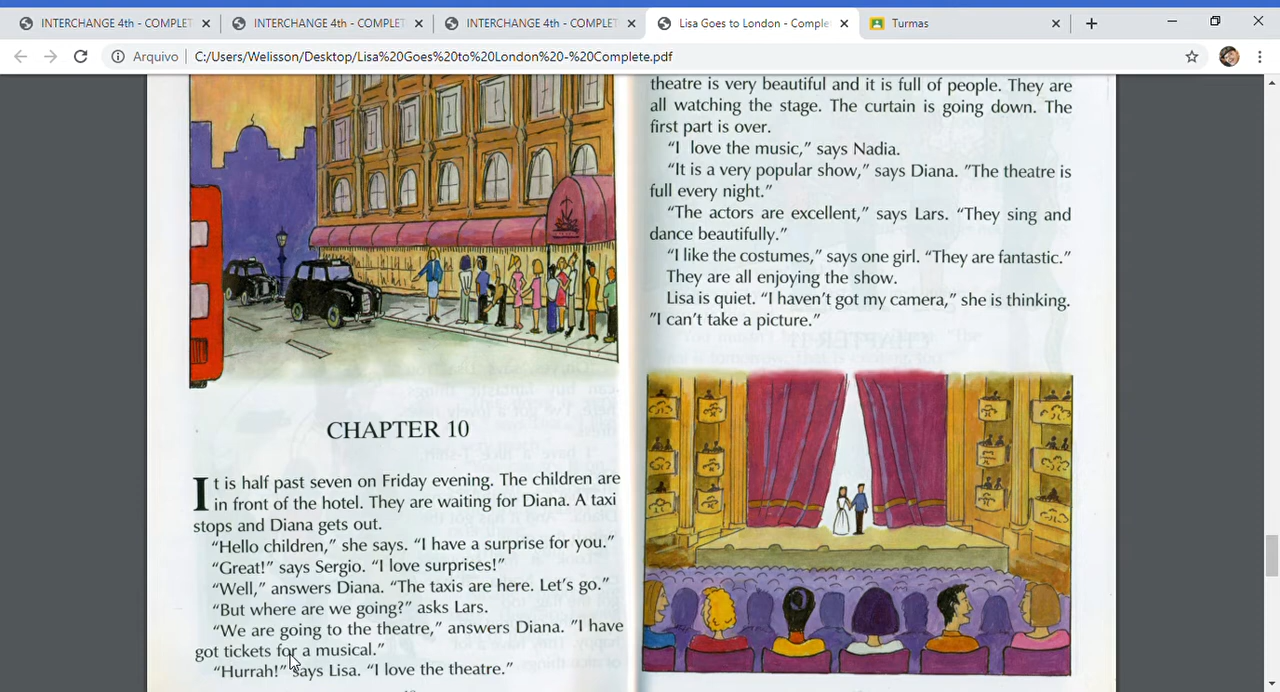 INTERCHANGE 4th - COMPLET
INTERCHANGE 4th - COMPLET
INTERCHANGE 4th - COMPLET
Lisa Goes to London - Comple
Turmas
Arquivo
C:/Users/Welisson/Desktop/Lisa%20Goes%20to%20London%20-%20Complete.pdf
CHAPTER 10
It is half past seven on Friday evening. The children are
in front of the hotel. They are waiting for Diana. A taxi
stops and Diana gets out.
“Hello children,” she says. “I have a surprise for you.”
“Great!” says Sergio. “I love surprises!”
“Well,” answers Diana. “The taxis are here. Let’s go.”
“But where are we going?” asks Lars.
“We are going to the theatre,” answers Diana. “I have
got tickets for a musical.”
“Hurrah!” says Lisa. “I love the theatre.”
theatre is very beautiful and it is full of people. They are
all watching the stage. The curtain is going down. The
first part is over.
“I love the music,” says Nadia.
“It is a very popular show,” says Diana. ”The theatre is
full every night.”
“The actors are excellent,” says Lars. “They sing and
dance beautifully.”
“I like the costumes,” says one girl. “They are fantastic.”
They are all enjoying the show.
Lisa is quiet. “I haven’t got my camera,” she is thinking.
”I can’t take a picture.”